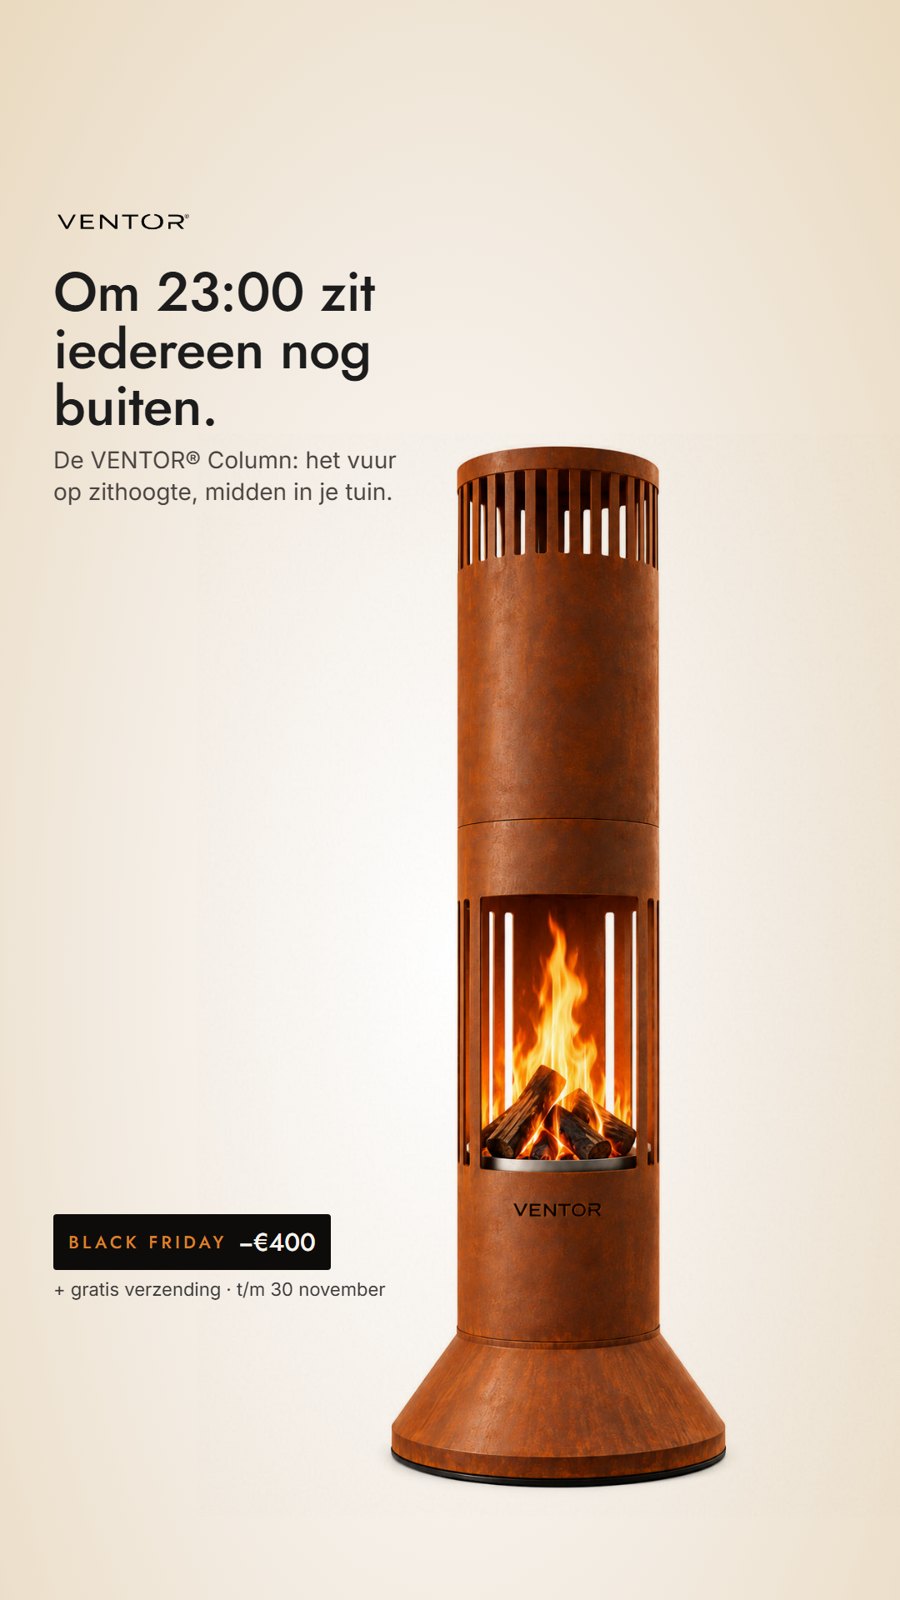 VENTOR®
Om 23:00 zit
iedereen nog
buiten.
De VENTOR® Column: het vuur
op zithoogte, midden in je tuin.
VENTOR
BLACK FRIDAY –€400
+ gratis verzending · t/m 30 november